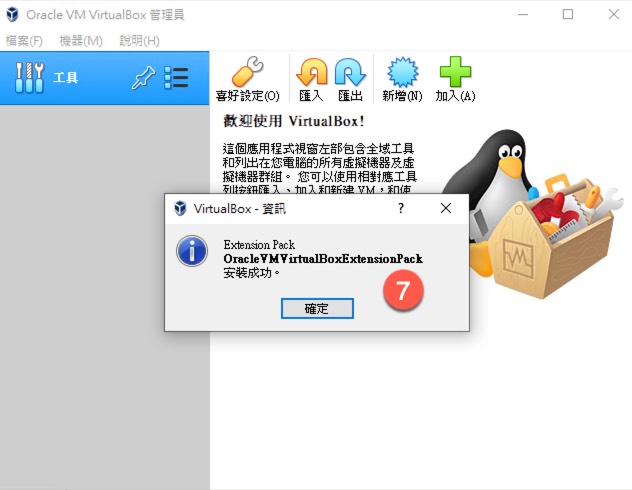 Oracle VM VirtualBox 管理員
檔案(F) 機器(M) 說明(H)
工具
喜好設定(O) 匯入 匯出 新增(N) 加入(A)
歡迎使用 VirtualBox!
這個應用程式視窗左部包含全域工具
和列出在您電腦的所有虛擬機器及虛
擬機器群組。 您可以使用相對應工具
列按鈕匯入、加入和新建 VM，和使
VirtualBox - 資訊 ?
Extension Pack
OracleVMVirtualBoxExtensionPack
安裝成功。
7
確定